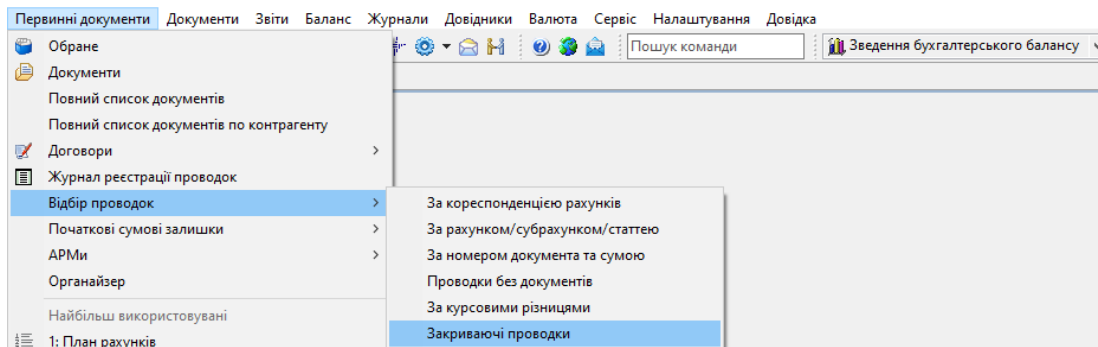 Первинні документи Документи Звіти Баланс Журнали Довідники Валюта Сервіс Налаштування Довідка
Обране
Пошук команди
Зведення бухгалтерського балансу
Документи
Повний список документів
Повний список документів по контрагенту
Договори
Журнал реєстрації проводок
Відбір проводок
Початкові сумові залишки
АРМи
Органайзер
Найбільш використовувані
1: План рахунків
За кореспонденцією рахунків
За рахунком/субрахунком/статтею
За номером документа та сумою
Проводки без документів
За курсовими різницями
Закриваючі проводки